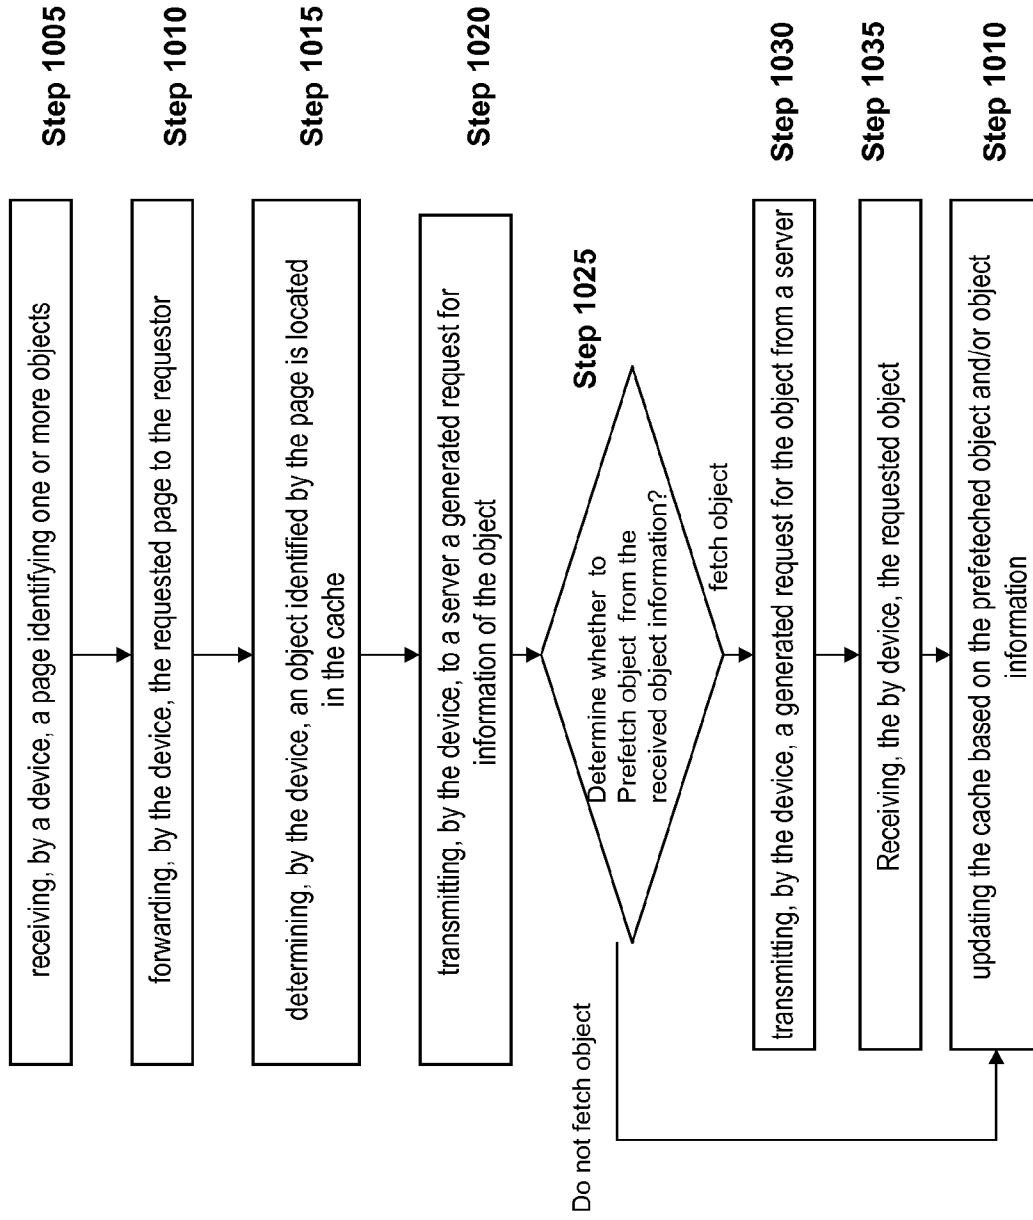 receiving, by a device, a page identifying one or more objects
Step 1005
forwarding, by the device, the requested page to the requestor
Step 1010
determining, by the device, an object identified by the page is located
in the cache
Step 1015
transmitting, by the device, to a server a generated request for
information of the object
Step 1020
Step 1025
Determine whether to
Prefetch object from the
received object information?
Do not fetch object
fetch object
transmitting, by the device, a generated request for the object from a server
Step 1030
Receiving, the by device, the requested object
Step 1035
updating the cache based on the prefeteched object and/or object
information
Step 1010